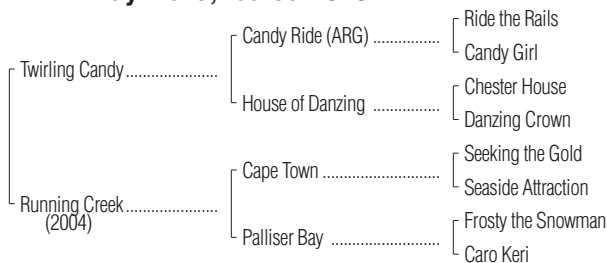 Ride the Rails
Candy Ride (ARG) ................
Candy Girl
Twirling Candy ......................
Chester House
House of Danzing ................
Danzing Crown
Seeking the Gold
Cape Town ............................
Seaside Attraction
Running Creek ......................
(2004)
Frosty the Snowman
Palliser Bay ..........................
Caro Keri